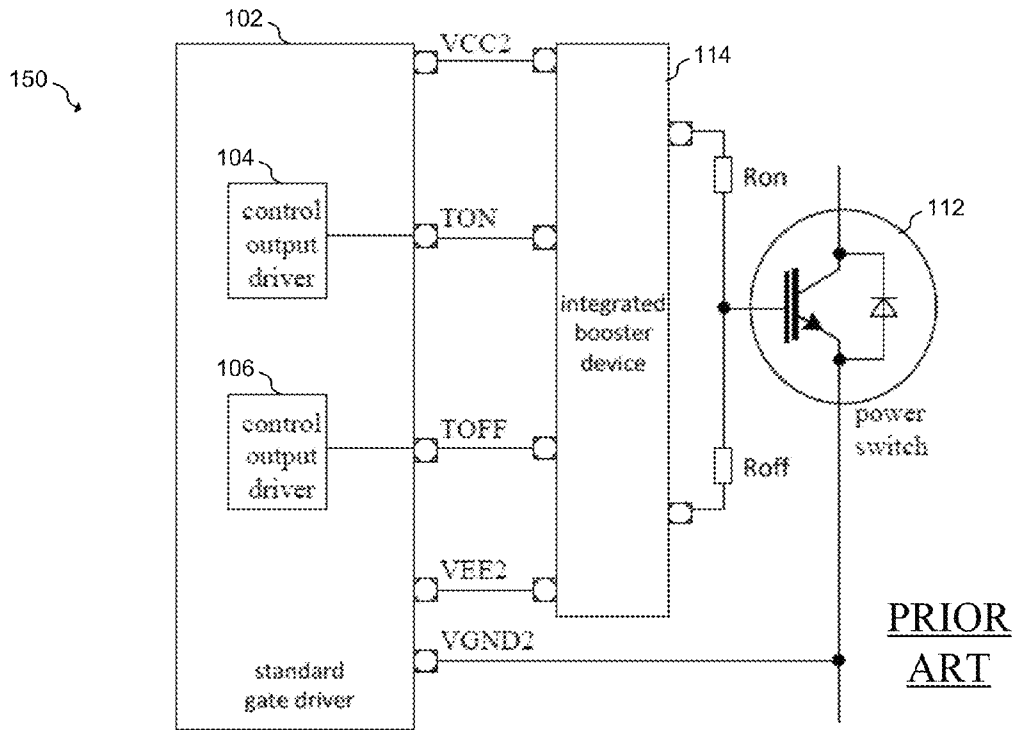 102
VCC2
114
150
104
control
output
driver
TON
Ron
112
integrated
booster
device
106
control
output
driver
TOFF
Roff
power
switch
VEE2
VGND2
standard
gate driver
PRIOR
ART